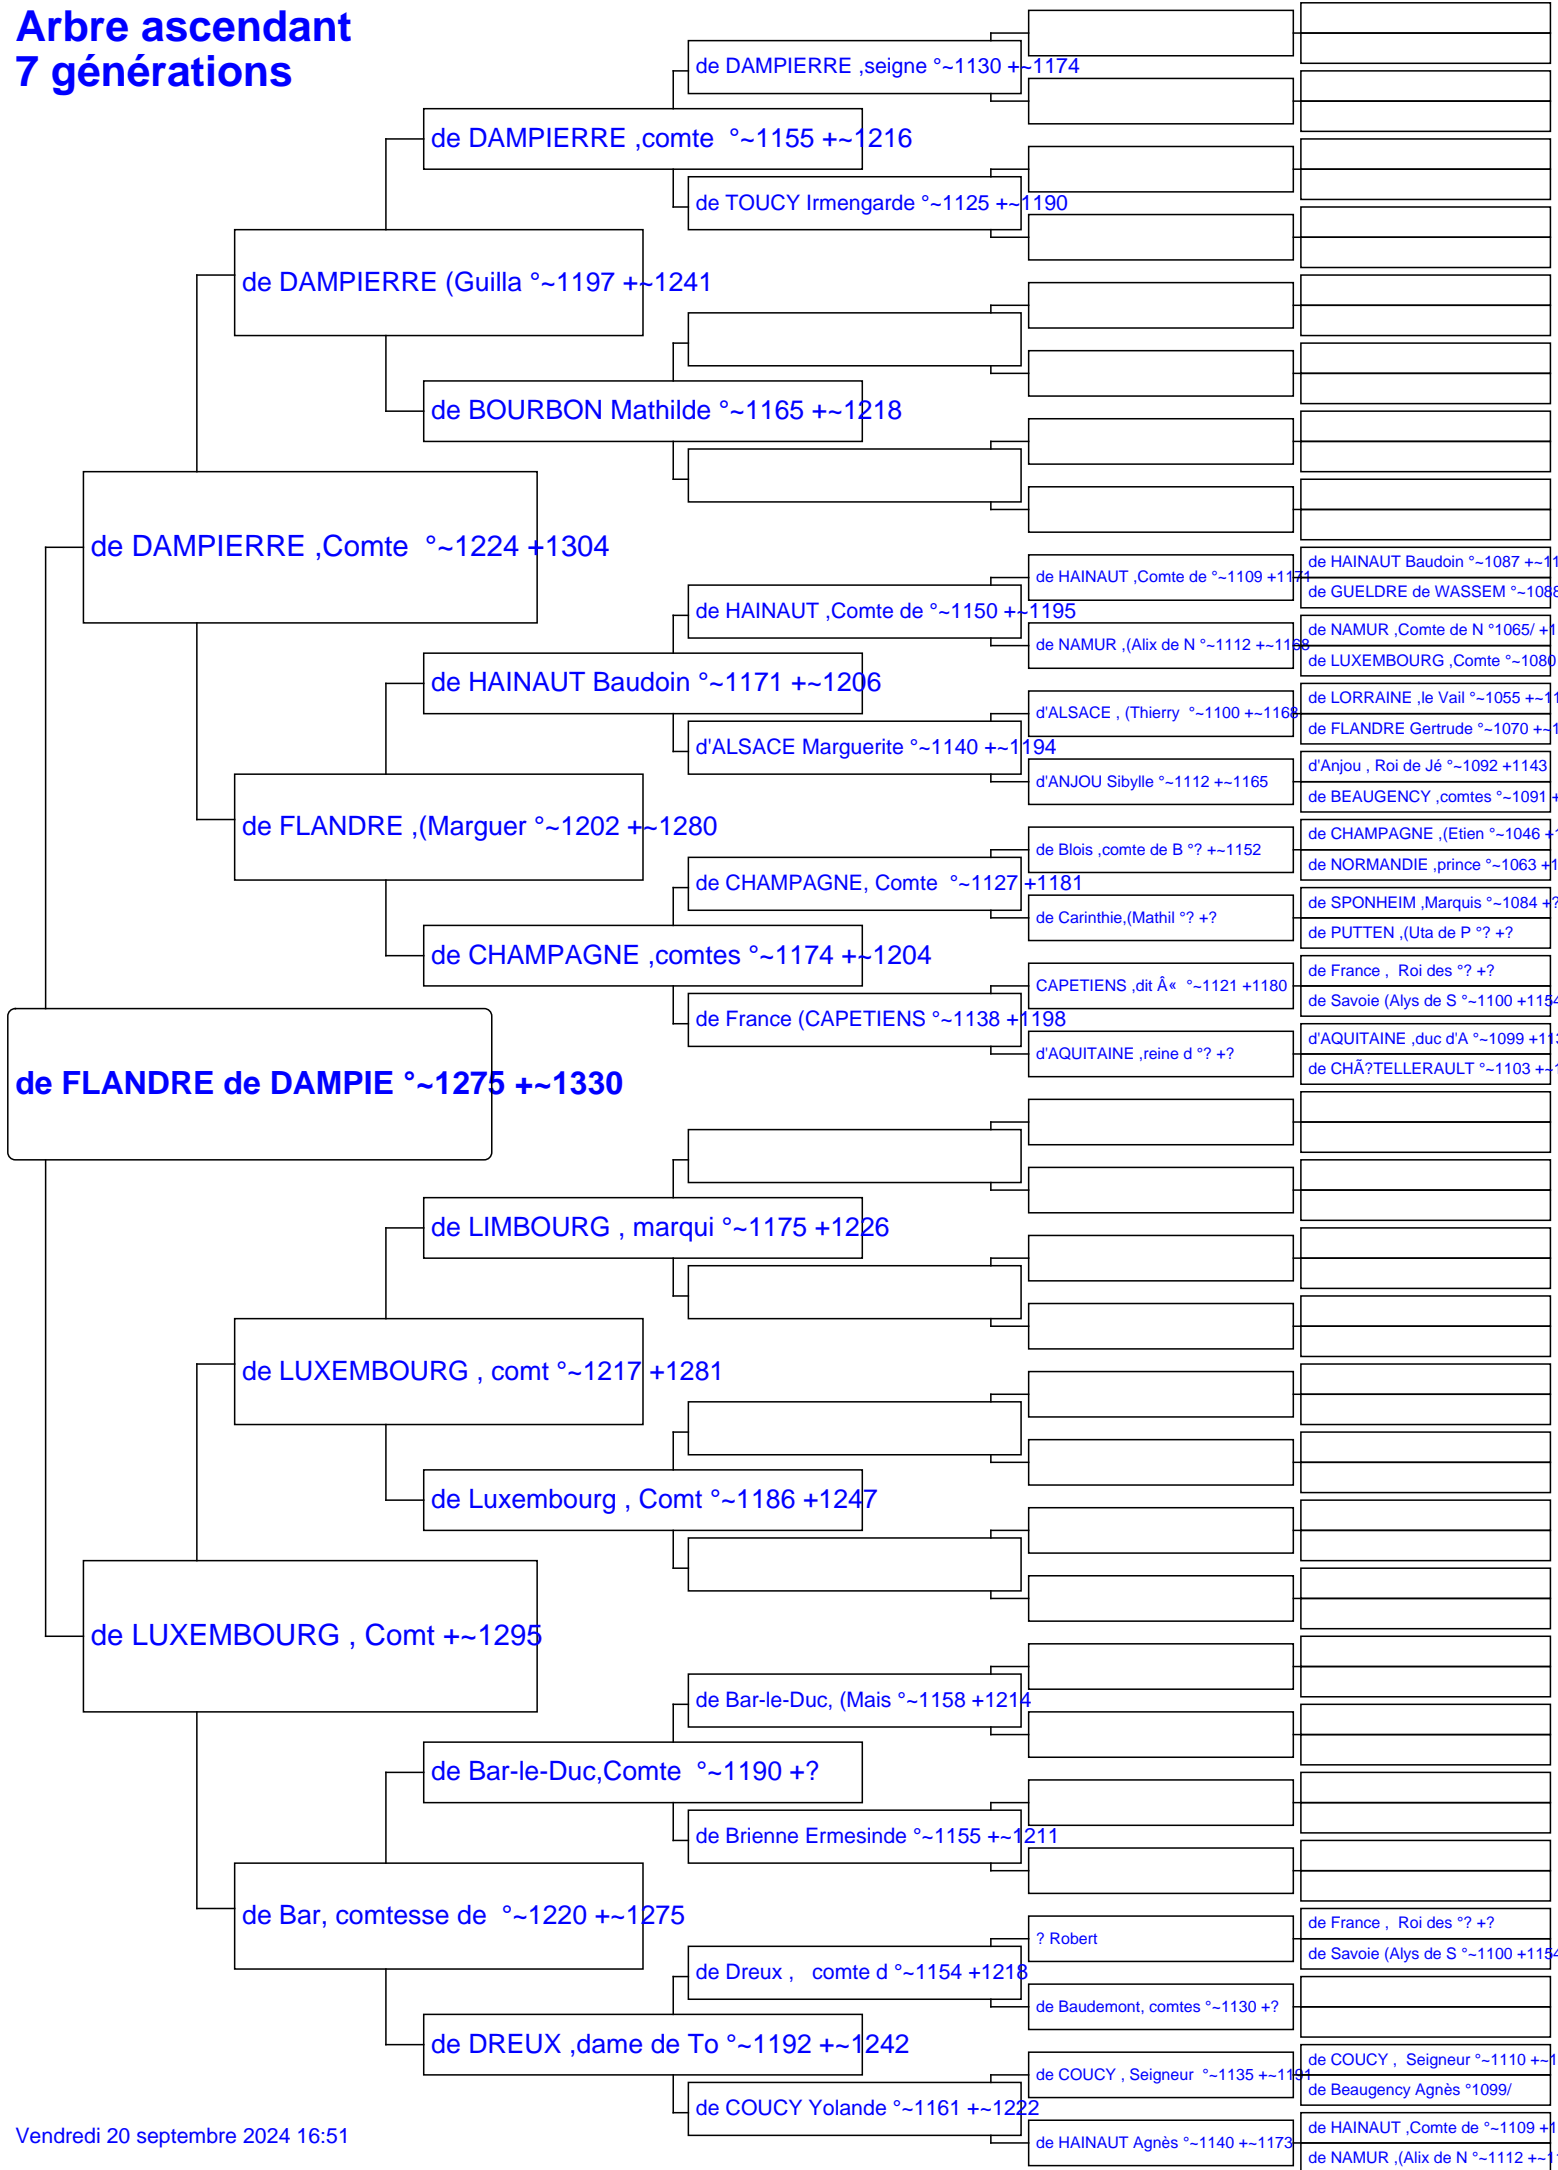 Arbre ascendant
7 générations
de DAMPIERRE ,seigne °~1130 +~1174
de DAMPIERRE ,comte  °~1155 +~1216
de TOUCY Irmengarde °~1125 +~1190
de DAMPIERRE (Guilla °~1197 +~1241
de BOURBON Mathilde °~1165 +~1218
de DAMPIERRE ,Comte  °~1224 +1304
de HAINAUT Baudoin °~1087 +~11
de HAINAUT ,Comte de °~1109 +1171
de GUELDRE de WASSEM °~1088
de HAINAUT ,Comte de °~1150 +~1195
de NAMUR ,Comte de N °1065/ +1
de NAMUR ,(Alix de N °~1112 +~1168
de LUXEMBOURG ,Comte °~1080
de HAINAUT Baudoin °~1171 +~1206
de LORRAINE ,le Vail °~1055 +~11
d'ALSACE , (Thierry  °~1100 +~1168
de FLANDRE Gertrude °~1070 +~1
d'ALSACE Marguerite °~1140 +~1194
d'Anjou , Roi de Jé °~1092 +1143
d'ANJOU Sibylle °~1112 +~1165
de BEAUGENCY ,comtes °~1091 +
de FLANDRE ,(Marguer °~1202 +~1280
de CHAMPAGNE ,(Etien °~1046 +1
de Blois ,comte de B °? +~1152
de NORMANDIE ,prince °~1063 +1
de CHAMPAGNE, Comte  °~1127 +1181
de SPONHEIM ,Marquis °~1084 +?
de Carinthie,(Mathil °? +?
de PUTTEN ,(Uta de P °? +?
de CHAMPAGNE ,comtes °~1174 +~1204
de France ,  Roi des °? +?
CAPETIENS ,dit Â«  °~1121 +1180
de Savoie (Alys de S °~1100 +1154
de France (CAPETIENS °~1138 +1198
d'AQUITAINE ,duc d'A °~1099 +113
d'AQUITAINE ,reine d °? +?
de CHÃ?TELLERAULT °~1103 +~1
de FLANDRE de DAMPIE °~1275 +~1330
de LIMBOURG , marqui °~1175 +1226
de LUXEMBOURG , comt °~1217 +1281
de Luxembourg , Comt °~1186 +1247
de LUXEMBOURG , Comt +~1295
de Bar-le-Duc, (Mais °~1158 +1214
de Bar-le-Duc,Comte  °~1190 +?
de Brienne Ermesinde °~1155 +~1211
de Bar, comtesse de  °~1220 +~1275
de France ,  Roi des °? +?
? Robert
de Savoie (Alys de S °~1100 +1154
de Dreux ,   comte d °~1154 +1218
de Baudemont, comtes °~1130 +?
de DREUX ,dame de To °~1192 +~1242
de COUCY ,  Seigneur °~1110 +~1
de COUCY , Seigneur  °~1135 +~1191
de Beaugency Agnès °1099/
de COUCY Yolande °~1161 +~1222
de HAINAUT ,Comte de °~1109 +1
de HAINAUT Agnès °~1140 +~1173
de NAMUR ,(Alix de N °~1112 +~1
Vendredi 20 septembre 2024 16:51